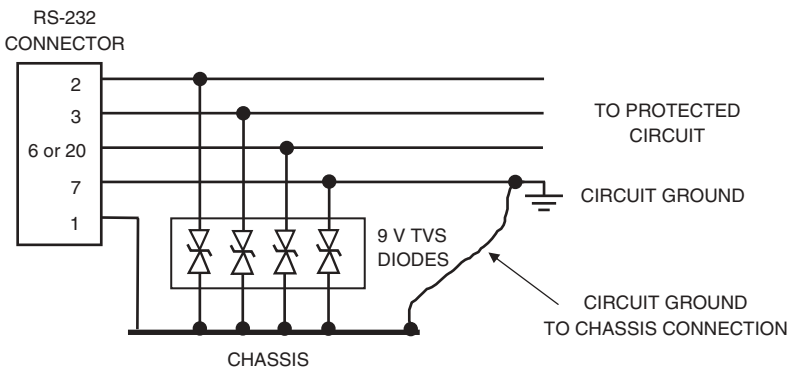 RS-232
CONNECTOR
2
3
6 or 20
7
1
TO PROTECTED
CIRCUIT
CIRCUIT GROUND
9 V TVS
DIODES
CIRCUIT GROUND
TO CHASSIS CONNECTION
CHASSIS